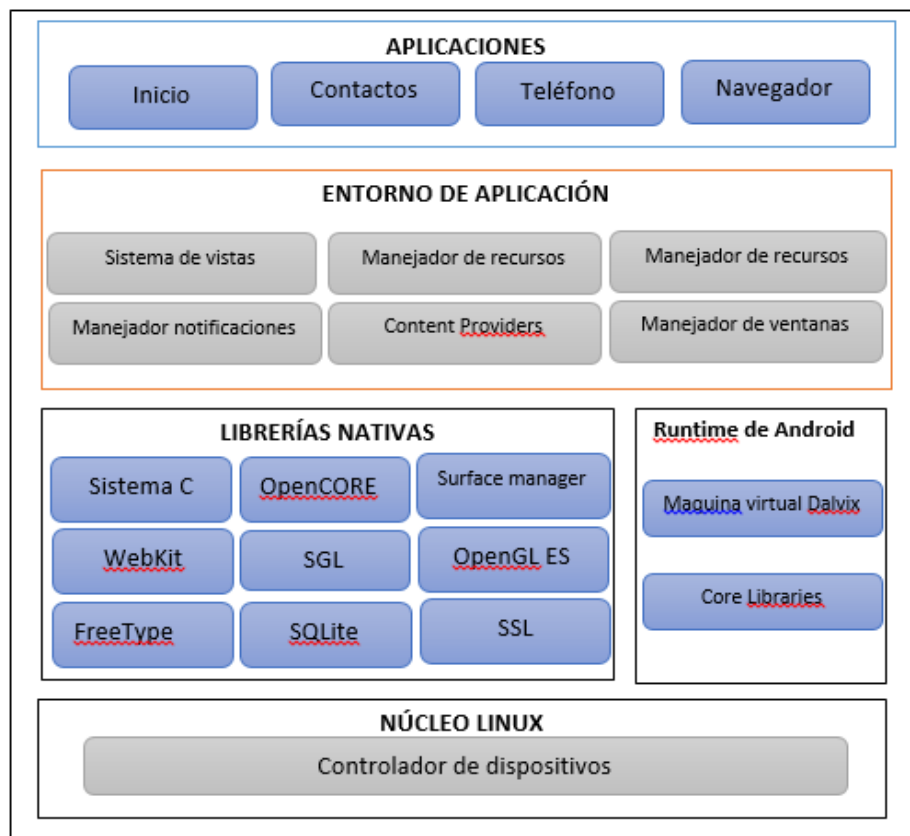 APLICACIONES
Inicio
Contactos
Teléfono
Navegador
ENTORNO DE APLICACIÓN
Sistema de vistas
Manejador de recursos
Manejador de recursos
Manejador notificaciones
Content Providers
Manejador de ventanas
LIBRERÍAS NATIVAS
Sistema C
OpenCORE
Surface manager
WebKit
SGL
OpenGL ES
FreeType
SQLite
SSL
Runtime de Android
Maquina virtual Dalvix
Core Libraries
NÚCLEO LINUX
Controlador de dispositivos